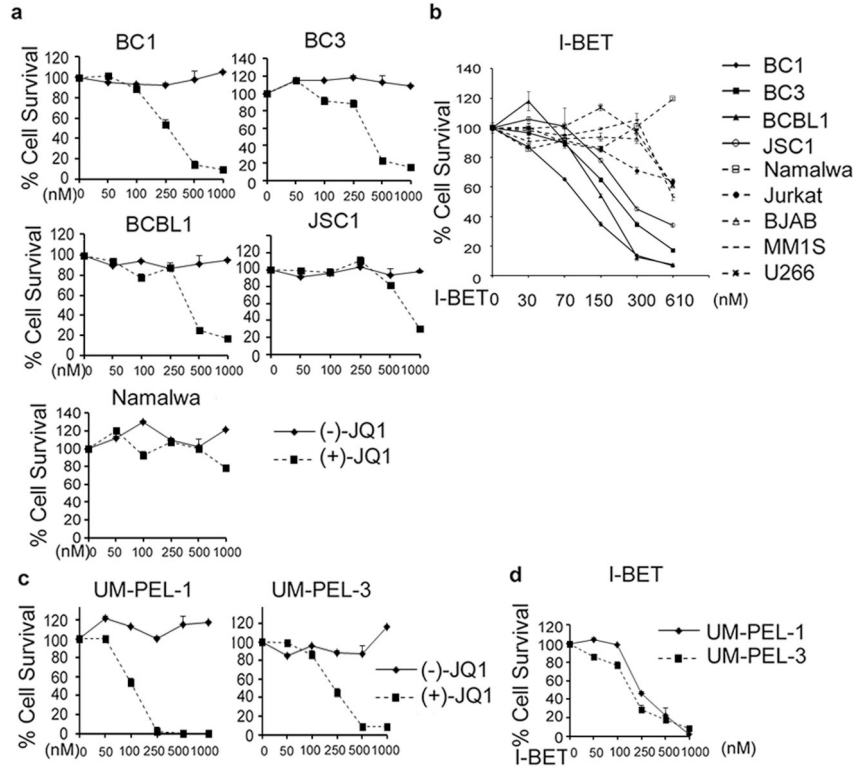 a
BC1
% Cell Survival
120
100
80
60
40
20
0
(nM)0 50 100 250 500 1000
BC3
140
120
100
80
60
40
20
0
0 50 100 250 500 1000
BCBL1
% Cell Survival
120
100
80
60
40
20
0
(nM)0 50 100 250 500 1000
JSC1
140
120
100
80
60
40
20
0
0 50 100 250 500 1000
Namalwa
% Cell Survival
140
120
100
80
60
40
20
0
(nM)0 50 100 250 500 1000
(-)-JQ1
(+)-JQ1
b
I-BET
% Cell Survival
140
120
100
80
60
40
20
0
I-BET0 30 70 150 300 610 (nM)
BC1
BC3
BCBL1
JSC1
Namalwa
Jurkat
BJAB
MM1S
U266
c
UM-PEL-1
% Cell Survival
120
100
80
60
40
20
0
(nM)0 50 100 250 500 1000
UM-PEL-3
120
100
80
60
40
20
0
0 50 100 250 500 1000
(-)-JQ1
(+)-JQ1
d
I-BET
% Cell Survival
120
100
80
60
40
20
0
0 50 100 250 500 1000 (nM)
I-BET
UM-PEL-1
UM-PEL-3